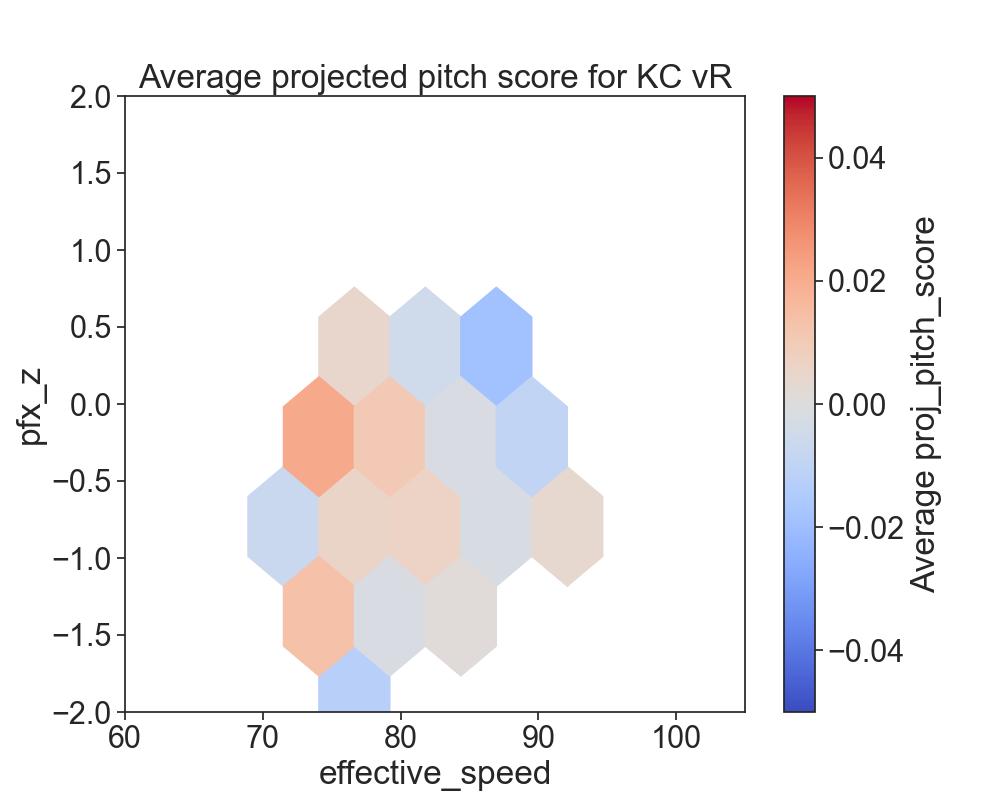 Average projected pitch score for KC vR
2.0
1.5
1.0
0.5
0.0
−0.5
−1.0
−1.5
−2.0
pfx_z
60 70 80 90 100
effective_speed
0.04
0.02
0.00
−0.02
−0.04
Average proj_pitch_score